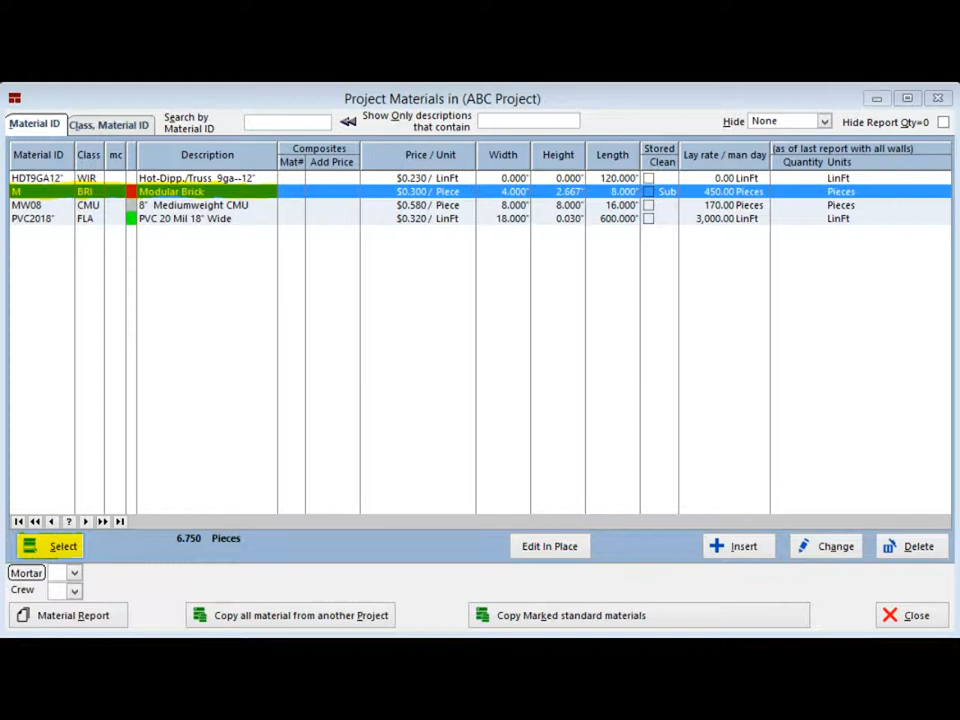 Project Materials in (ABC Project)
Material ID Class, Material ID Search by Material ID Show Only descriptions that contain Hide None Hide Report Qty=0
Material ID Class mc Description Composites Mat# Add Price Price / Unit Width Height Length Stored Clean Lay rate / man day (as of last report with all walls) Quantity Units
HDT9GA12" WIR Hot-Dipp./Truss 9ga--12" $0.230 / LinFt 0.000" 0.000" 120.000" 0.00 LinFt LinFt
M BRI Modular Brick $0.300 / Piece 4.000" 2.667" 8.000" Sub 450.00 Pieces Pieces
MW08 CMU 8" Mediumweight CMU $0.580 / Piece 8.000" 8.000" 16.000" 170.00 Pieces Pieces
PVC2018" FLA PVC 20 Mil 18" Wide $0.320 / LinFt 18.000" 0.030" 600.000" 3,000.00 LinFt LinFt
?
Select 6.750 Pieces Edit In Place Insert Change Delete
Mortar
Crew
Material Report Copy all material from another Project Copy Marked standard materials Close